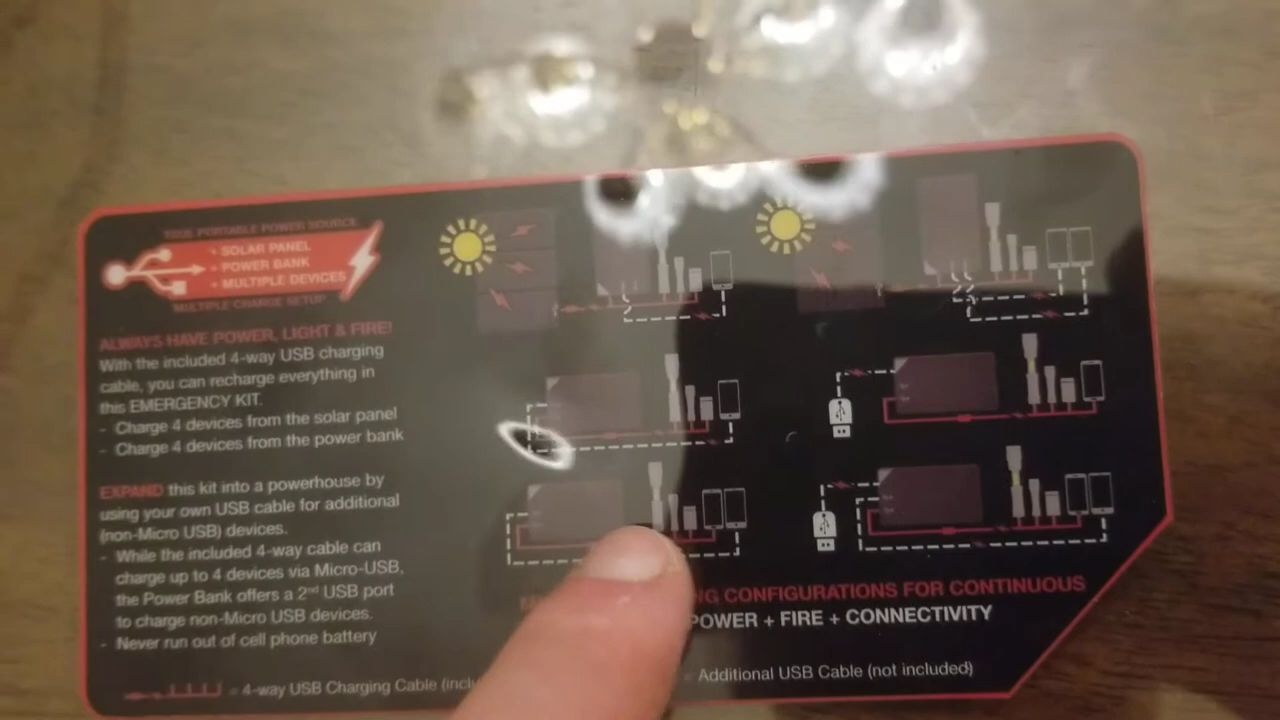 TRUE PORTABLE POWER SOURCE
• SOLAR PANEL
• POWER BANK
• MULTIPLE DEVICES
MULTIPLE CHARGE SETUP
ALWAYS HAVE POWER, LIGHT & FIRE!
With the included 4-way USB charging
cable, you can recharge everything in
this EMERGENCY KIT.
- Charge 4 devices from the solar panel
- Charge 4 devices from the power bank
EXPAND this kit into a powerhouse by
using your own USB cable for additional
(non-Micro USB) devices.
- While the included 4-way cable can
charge up to 4 devices via Micro-USB,
the Power Bank offers a 2nd USB port
to charge non-Micro USB devices.
- Never run out of cell phone battery
CONFIGURATIONS FOR CONTINUOUS
POWER + FIRE + CONNECTIVITY
= 4-way USB Charging Cable
= Additional USB Cable (not included)